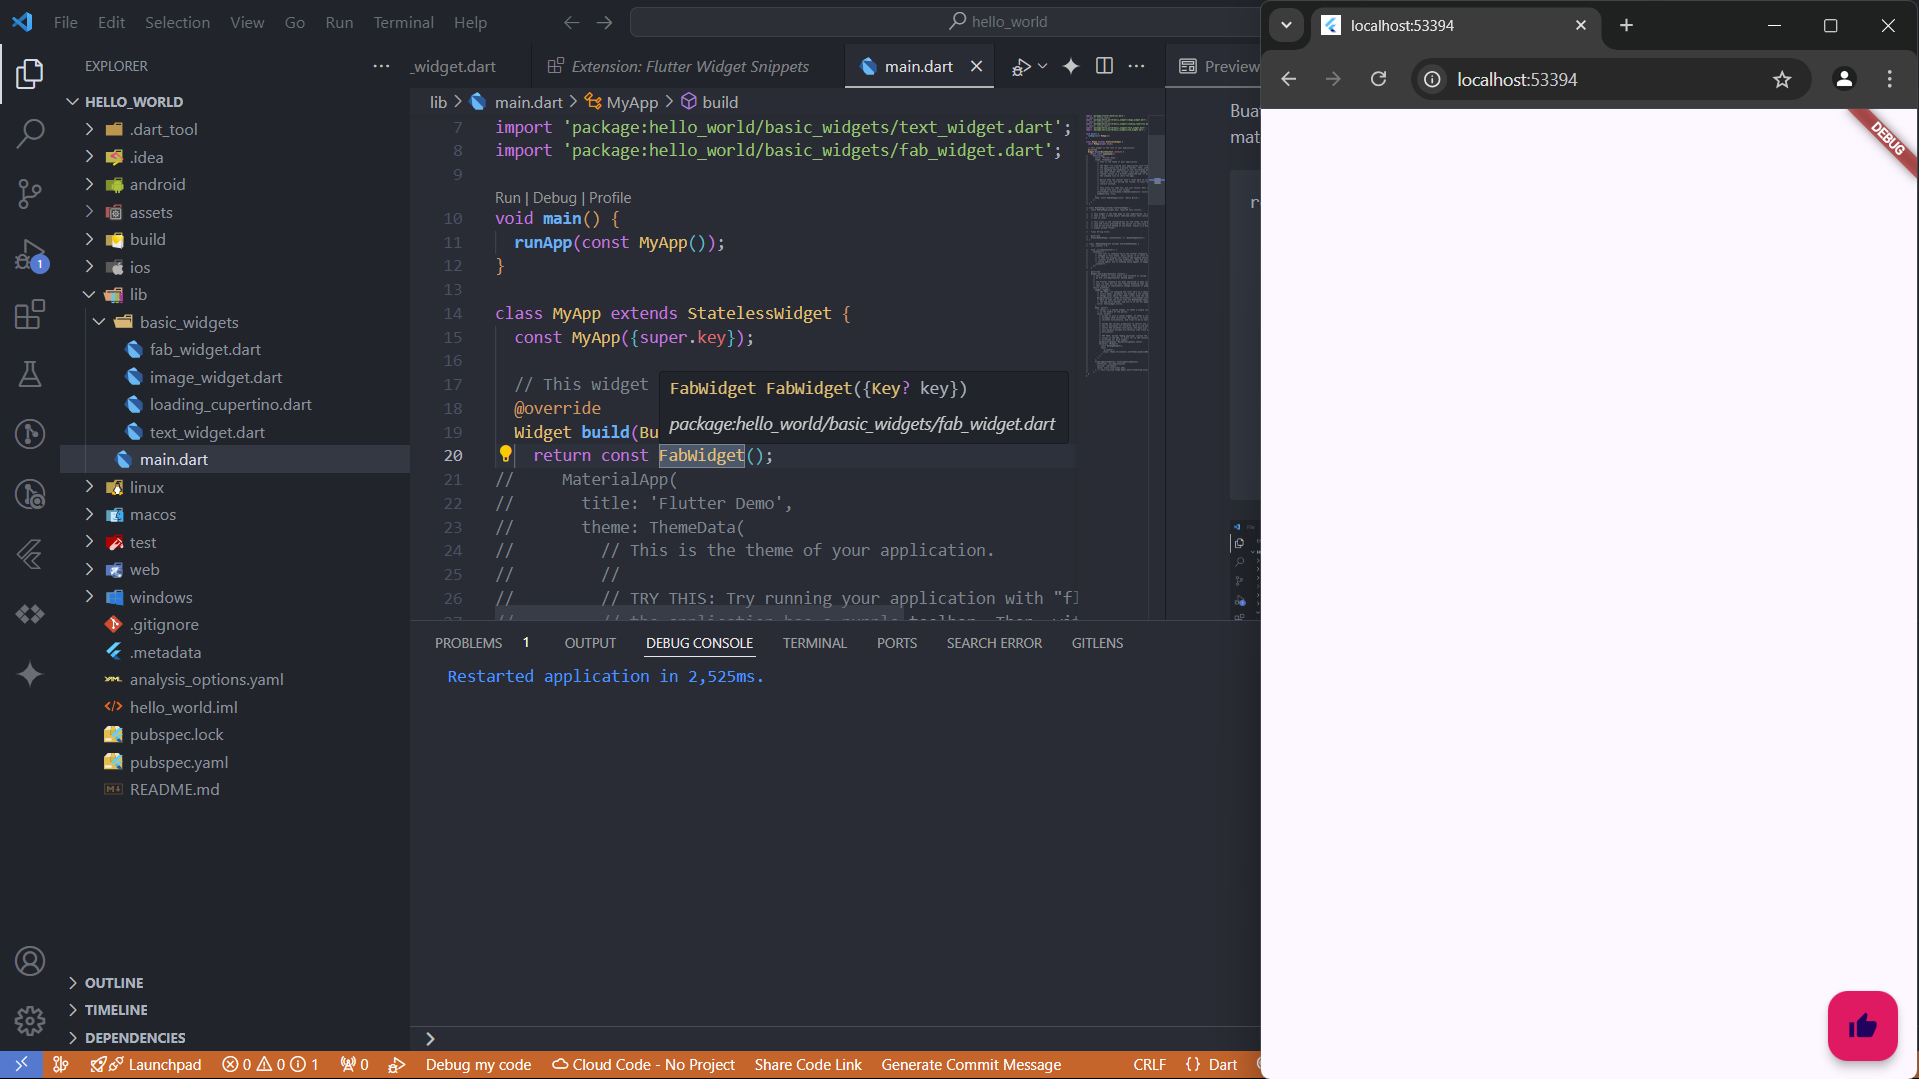 File Edit Selection View Go Run Terminal Help
hello_world
localhost:53394
EXPLORER
_widget.dart
Extension: Flutter Widget Snippets
main.dart
Preview
localhost:53394
HELLO_WORLD
.dart_tool
.idea
android
assets
build
ios
lib
basic_widgets
fab_widget.dart
image_widget.dart
loading_cupertino.dart
text_widget.dart
main.dart
linux
macos
test
web
windows
.gitignore
.metadata
analysis_options.yaml
hello_world.iml
pubspec.lock
pubspec.yaml
README.md
OUTLINE
TIMELINE
DEPENDENCIES
lib > main.dart > MyApp > build
7 import 'package:hello_world/basic_widgets/text_widget.dart';
8 import 'package:hello_world/basic_widgets/fab_widget.dart';
9
Run | Debug | Profile
10 void main() {
11 runApp(const MyApp());
12 }
13
14 class MyApp extends StatelessWidget {
15 const MyApp({super.key});
16
17 // This widget
18 @override
19 Widget build(Bu
20 return const FabWidget();
21 // MaterialApp(
22 // title: 'Flutter Demo',
23 // theme: ThemeData(
24 // // This is the theme of your application.
25 // //
26 // // TRY THIS: Try running your application with "fl
FabWidget FabWidget({Key? key})
package:hello_world/basic_widgets/fab_widget.dart
Bua
mat
DEBUG
PROBLEMS 1 OUTPUT DEBUG CONSOLE TERMINAL PORTS SEARCH ERROR GITLENS
Restarted application in 2,525ms.
1
Launchpad 0 0 1 0 Debug my code Cloud Code - No Project Share Code Link Generate Commit Message CRLF {} Dart